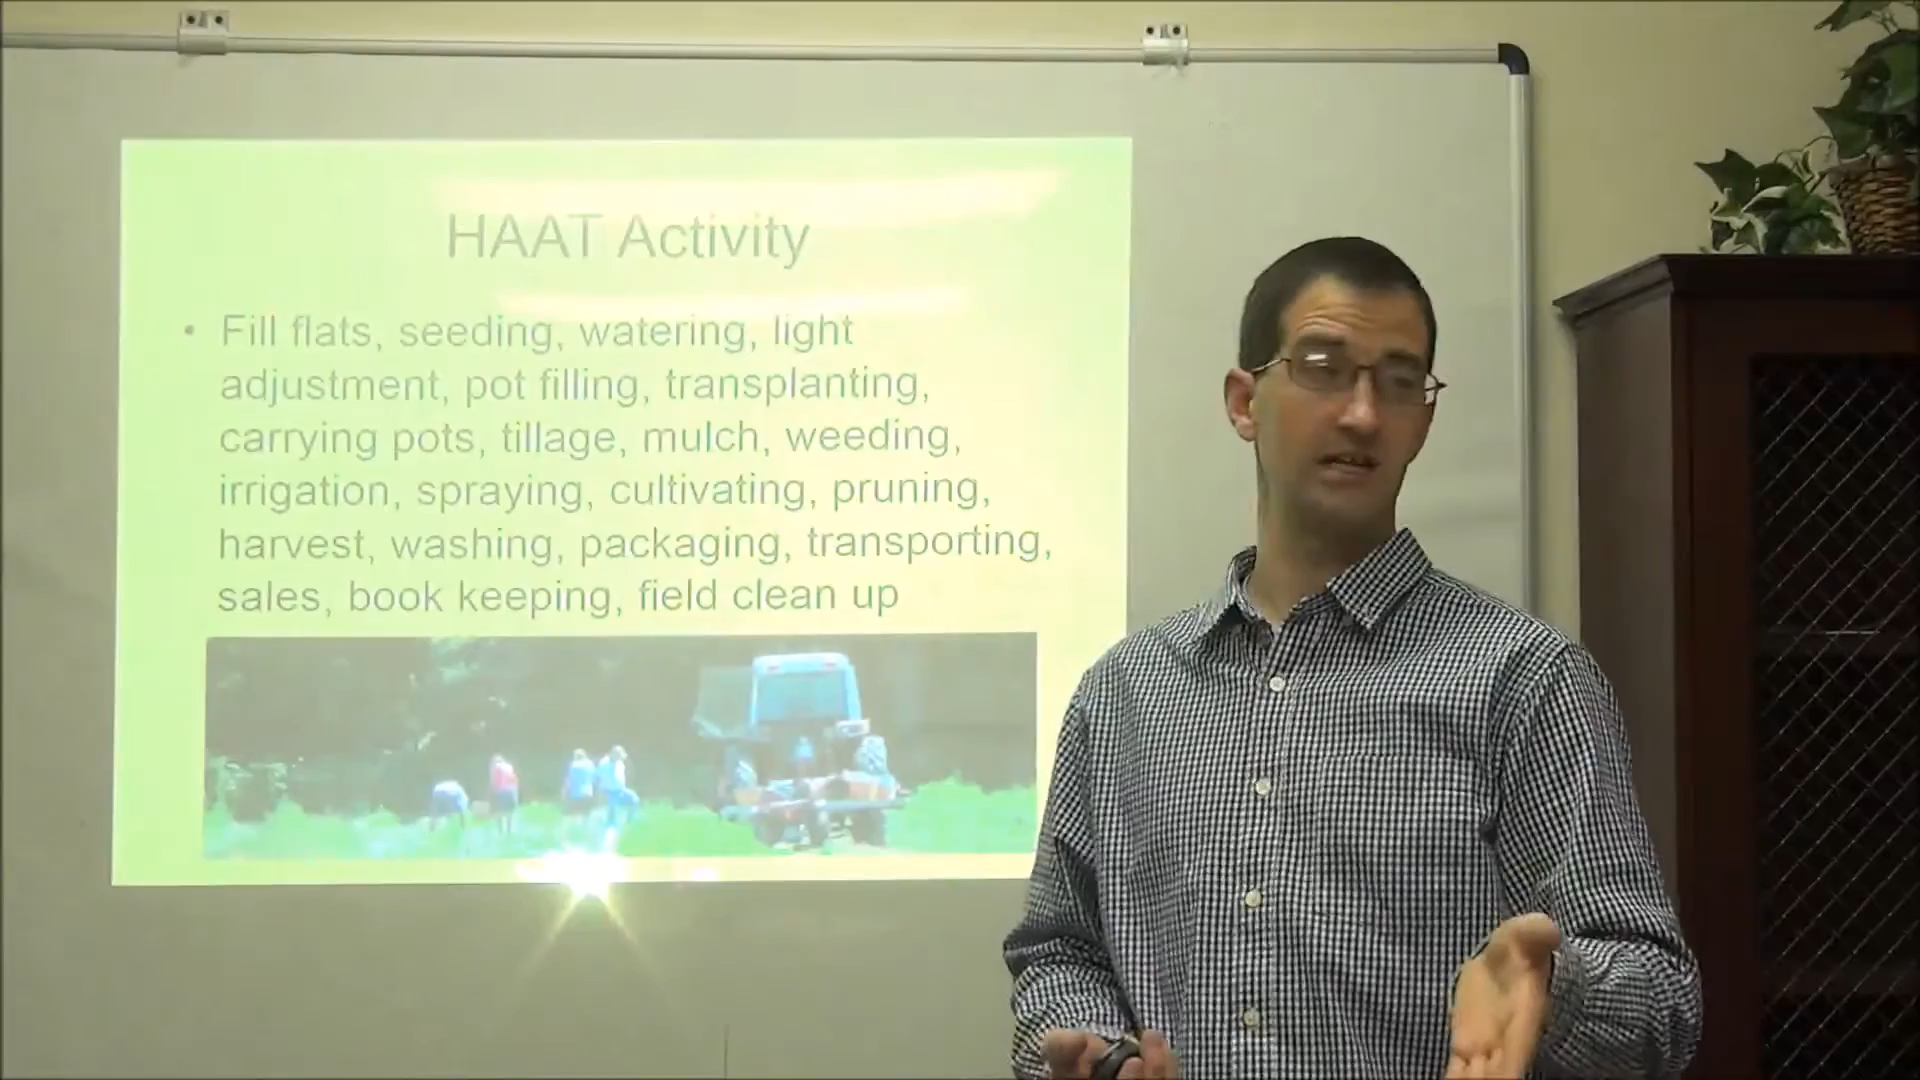 HAAT Activity
• Fill flats, seeding, watering, light
adjustment, pot filling, transplanting,
carrying pots, tillage, mulch, weeding,
irrigation, spraying, cultivating, pruning,
harvest, washing, packaging, transporting,
sales, book keeping, field clean up